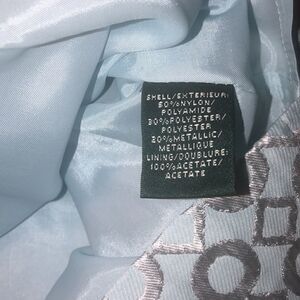 SHELL/EXTERIEUR:
50%NYLON/
POLYAMIDE
30%POLYESTER/
POLYESTER
20%METALLIC/
METALLIQUE
LINING/DOUBLURE:
100%ACETATE/
ACETATE